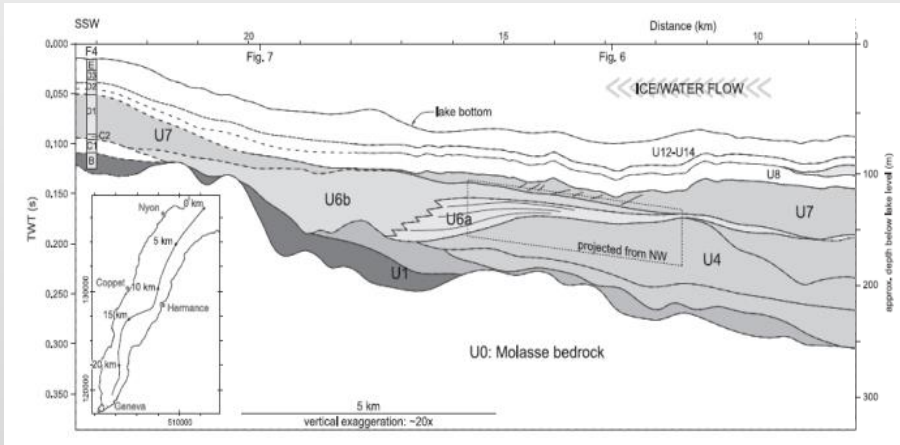 SSW
Distance (km)
20
10
Fig. 7
Fig. 6
0,000
0,050
0,100
0,150
0,200
0,250
0,300
0,350
TWT (s)
F4
E
D3
D2
D1
C2
C1
B
ICE/WATER FLOW
lake bottom
U7
U12-U14
U8
U6b
U6a
U7
projected from NW
U4
U1
U0: Molasse bedrock
0
100
200
300
approx. depth below lake level (m)
Nyon
0 km
5 km
Coppet
10 km
Hermance
15 km
20 km
Geneva
130000
120000
510000
5 km
vertical exaggeration: ~20x